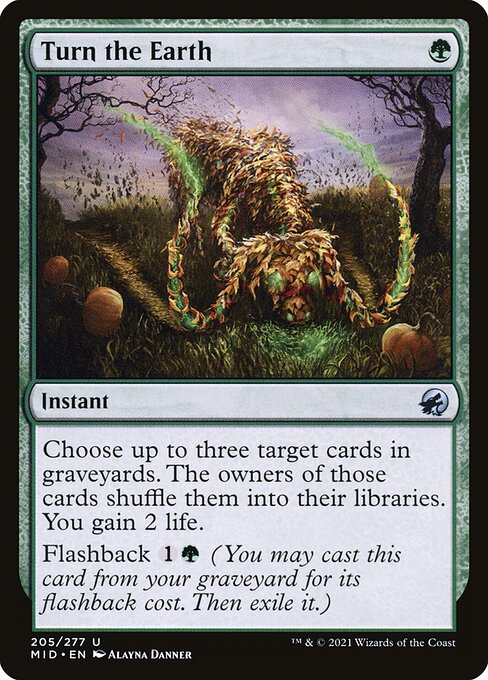 Turn the Earth
Instant
Choose up to three target cards in
graveyards. The owners of those
cards shuffle them into their libraries.
You gain 2 life.
Flashback 1 (You may cast this
card from your graveyard for its
flashback cost. Then exile it.)
205/277 U
MID • EN Alayna Danner
™ & © 2021 Wizards of the Coast